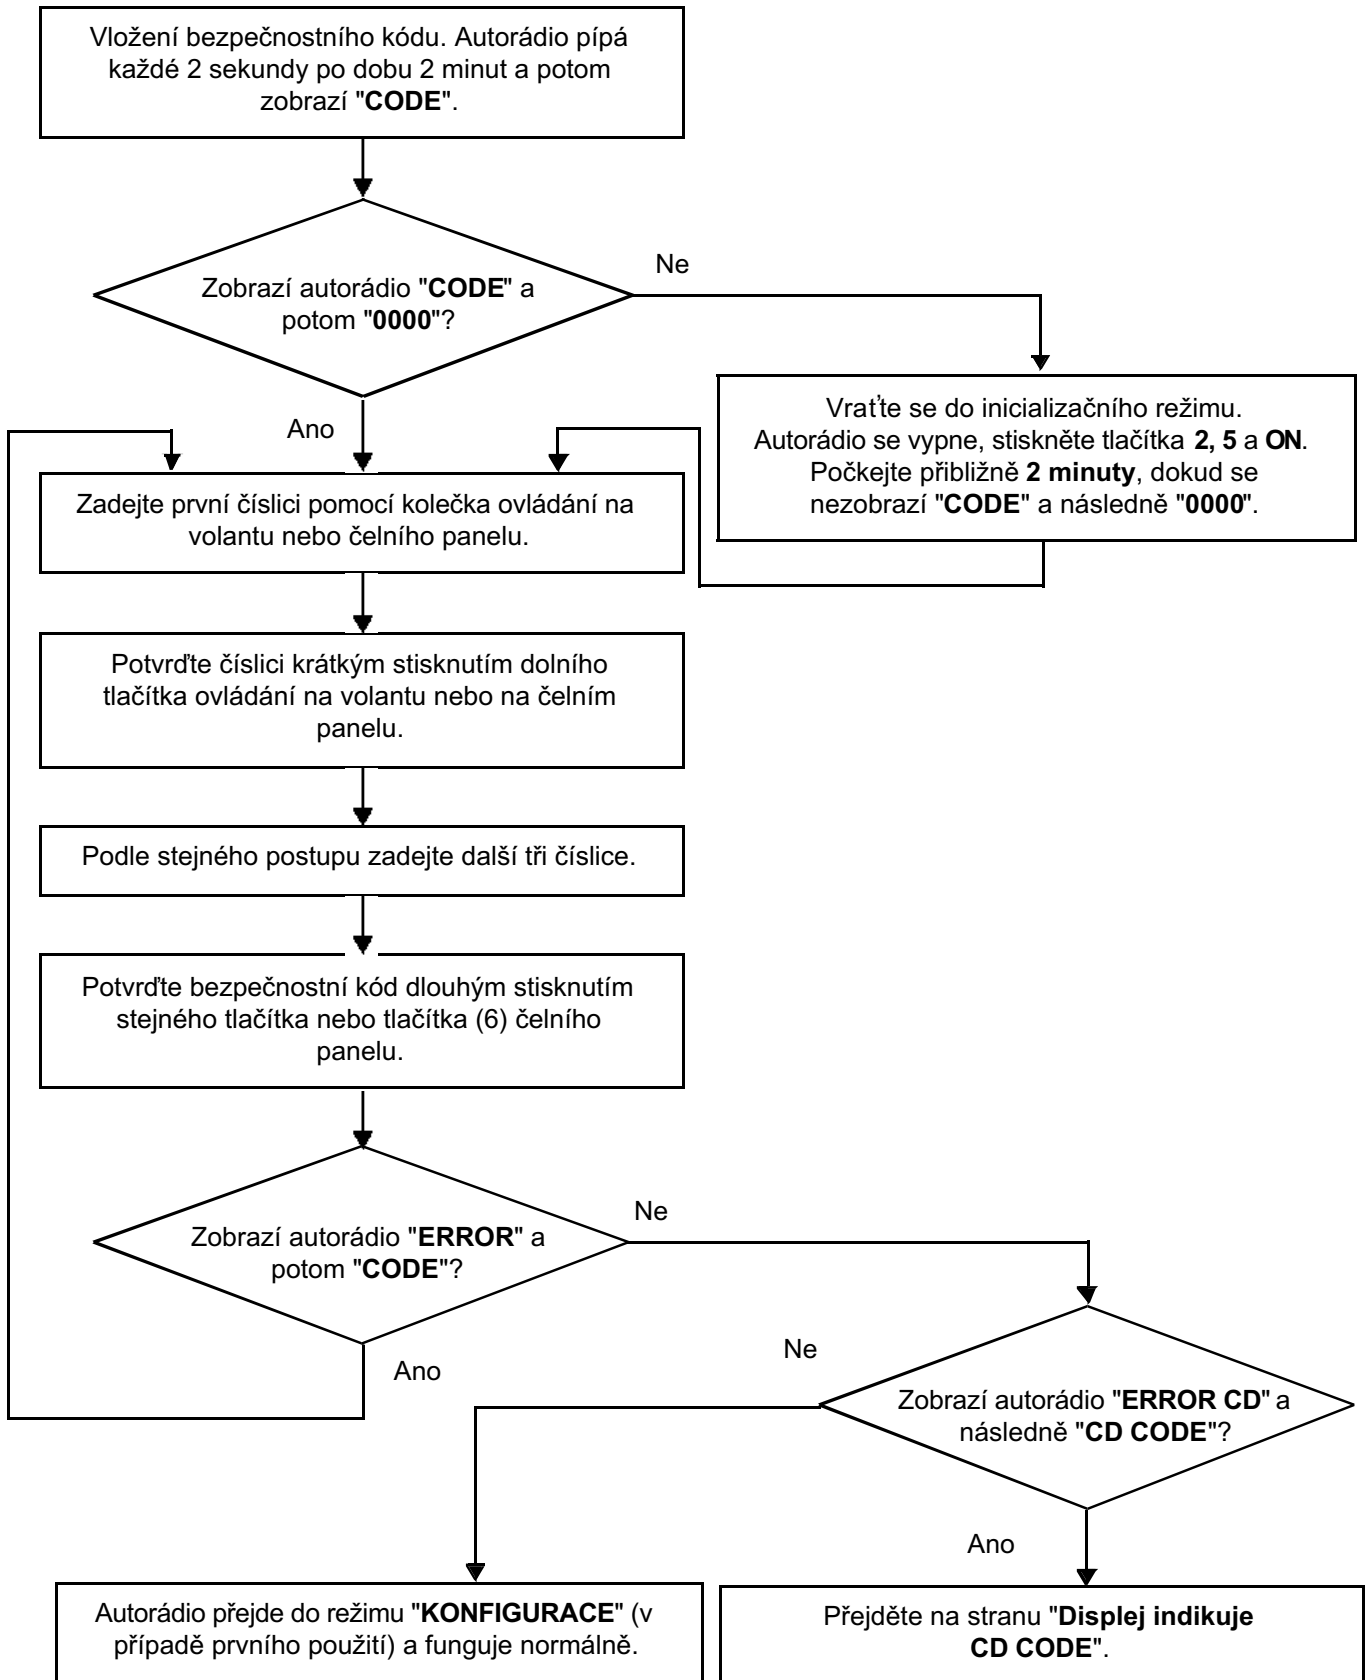 Vložení bezpečnostního kódu. Autorádio pípá
každé 2 sekundy po dobu 2 minut a potom
zobrazí "CODE".
Zobrazí autorádio "CODE" a
potom "0000"?
Ne
Vraťte se do inicializačního režimu.
Autorádio se vypne, stiskněte tlačítka 2, 5 a ON.
Počkejte přibližně 2 minuty, dokud se
nezobrazí "CODE" a následně "0000".
Ano
Zadejte první číslici pomocí kolečka ovládání na
volantu nebo čelního panelu.
Potvrďte číslici krátkým stisknutím dolního
tlačítka ovládání na volantu nebo na čelním
panelu.
Podle stejného postupu zadejte další tři číslice.
Potvrďte bezpečnostní kód dlouhým stisknutím
stejného tlačítka nebo tlačítka (6) čelního
panelu.
Zobrazí autorádio "ERROR" a
potom "CODE"?
Ne
Ano
Zobrazí autorádio "ERROR CD" a
následně "CD CODE"?
Ne
Ano
Autorádio přejde do režimu "KONFIGURACE" (v
případě prvního použití) a funguje normálně.
Přejděte na stranu "Displej indikuje
CD CODE".